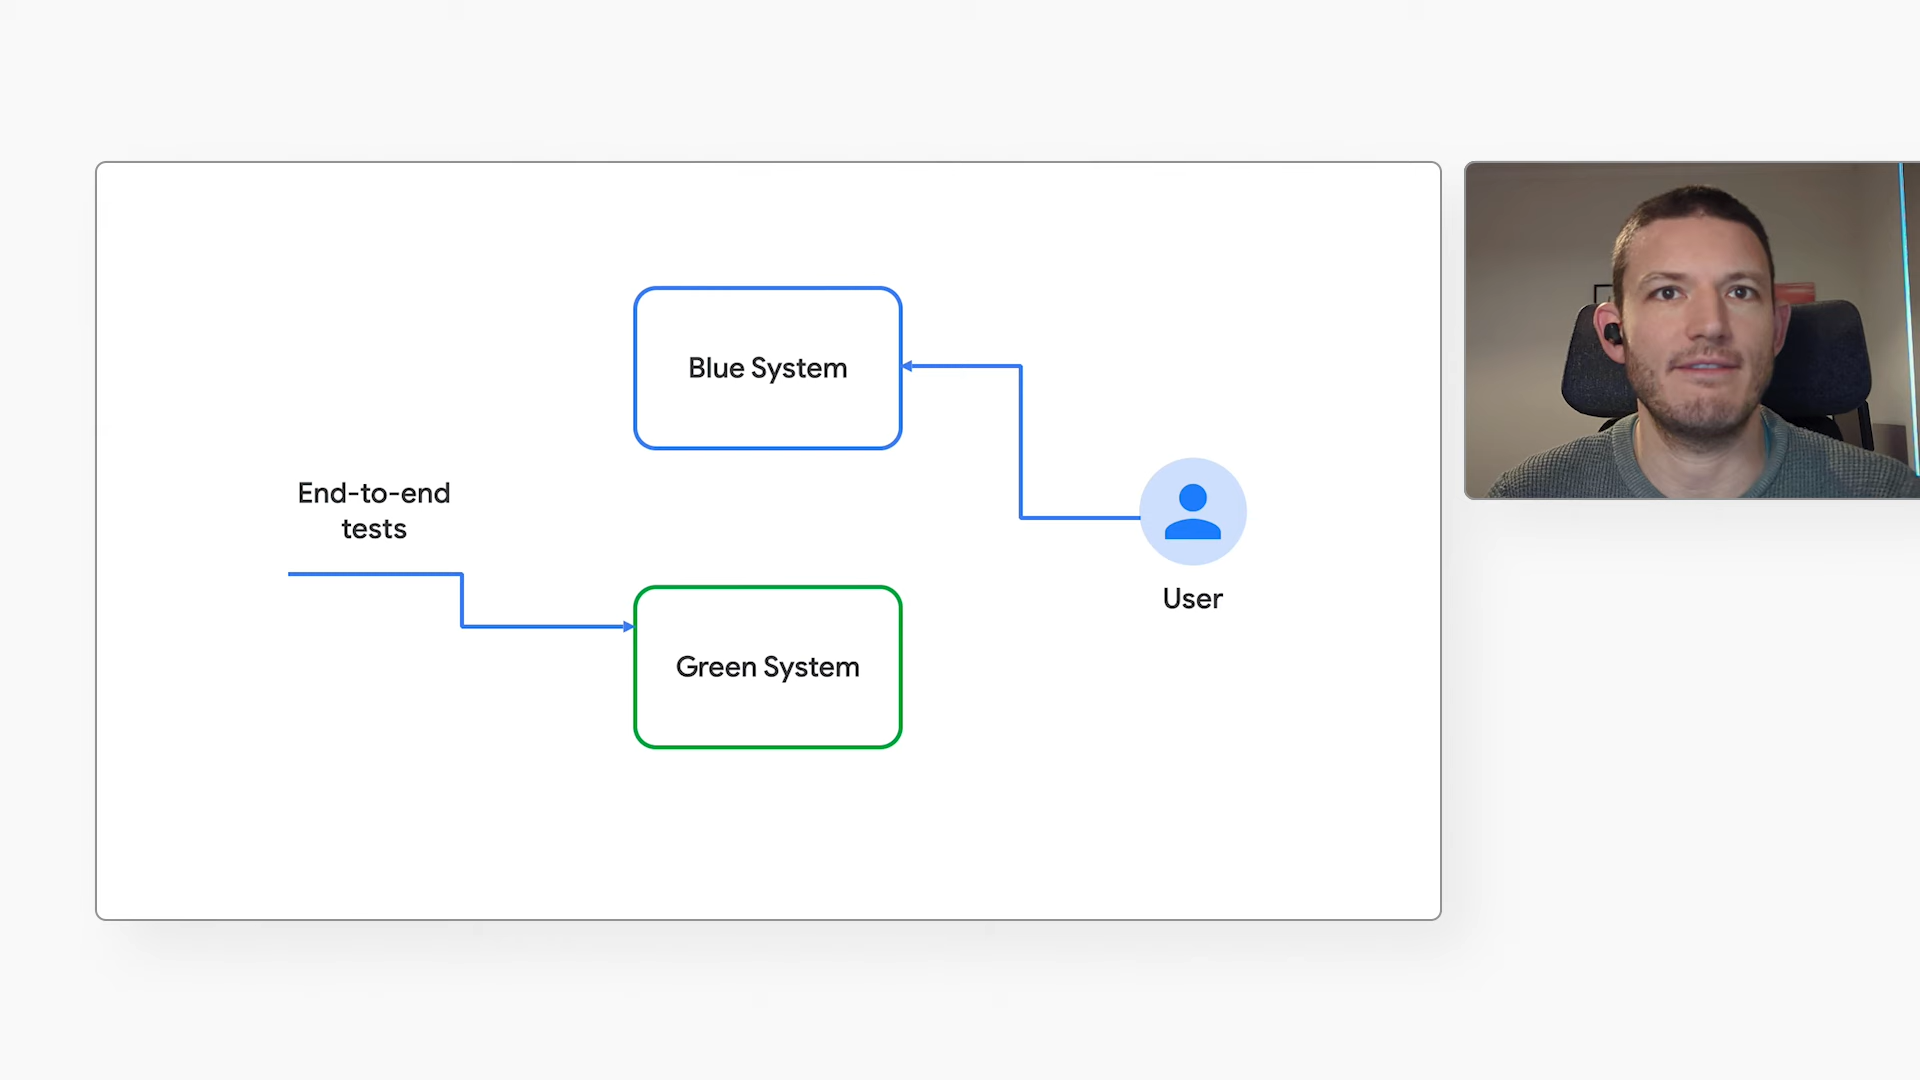 Blue System
End-to-end
tests
User
Green System